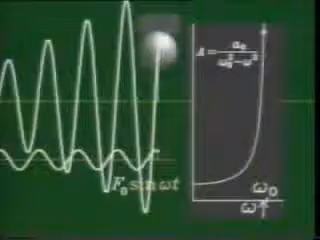 A = a₀ / ω₀² - ω²
F₀ sin ωt
ω₀
ω